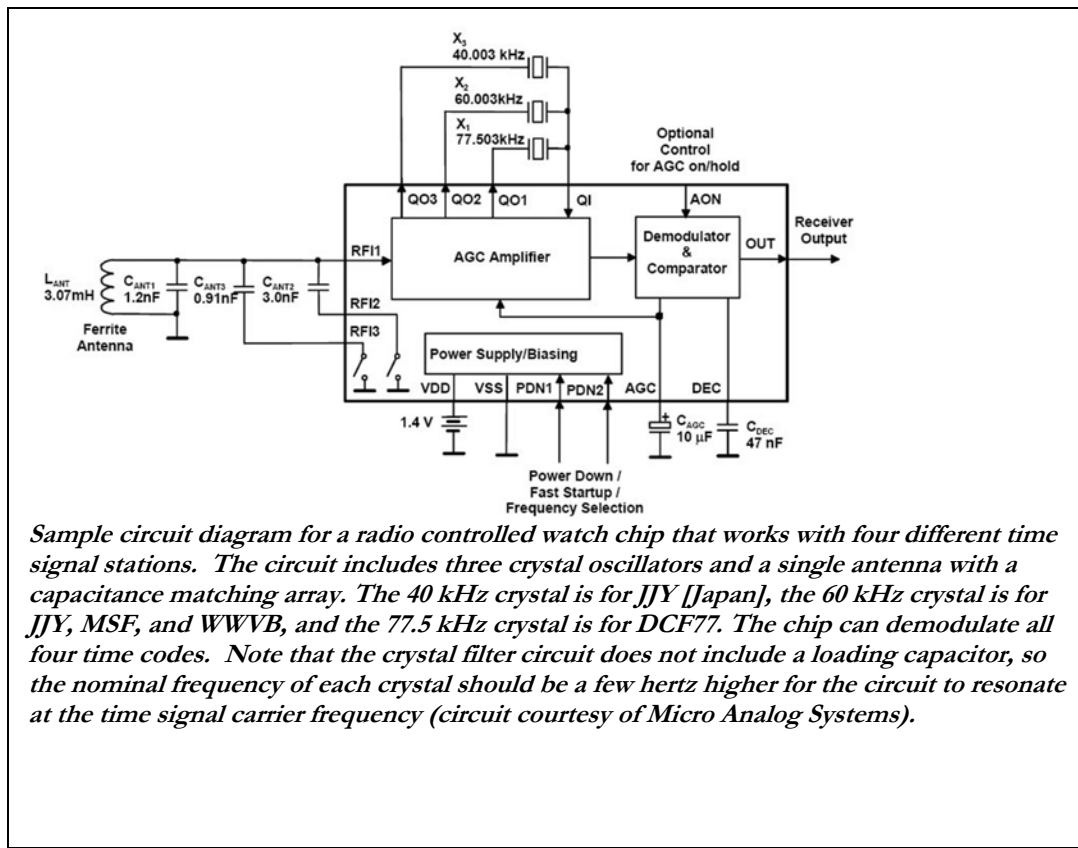 X3
40.003 kHz
X2
60.003kHz
X1
77.503kHz
Optional
Control
for AGC on/hold
QO3
QO2
QO1
QI
AON
Receiver
Output
RFI1
AGC Amplifier
Demodulator
&
Comparator
OUT
LANT
3.07mH
CANT1
1.2nF
CANT3
0.91nF
CANT2
3.0nF
RFI2
RFI3
Ferrite
Antenna
Power Supply/Biasing
VDD
VSS
PDN1
PDN2
AGC
DEC
1.4 V
+
CAGC
10 µF
CDEC
47 nF
Power Down /
Fast Startup /
Frequency Selection
Sample circuit diagram for a radio controlled watch chip that works with four different time
signal stations. The circuit includes three crystal oscillators and a single antenna with a
capacitance matching array. The 40 kHz crystal is for JJY [Japan], the 60 kHz crystal is for
JJY, MSF, and WWVB, and the 77.5 kHz crystal is for DCF77. The chip can demodulate all
four time codes. Note that the crystal filter circuit does not include a loading capacitor, so
the nominal frequency of each crystal should be a few hertz higher for the circuit to resonate
at the time signal carrier frequency (circuit courtesy of Micro Analog Systems).